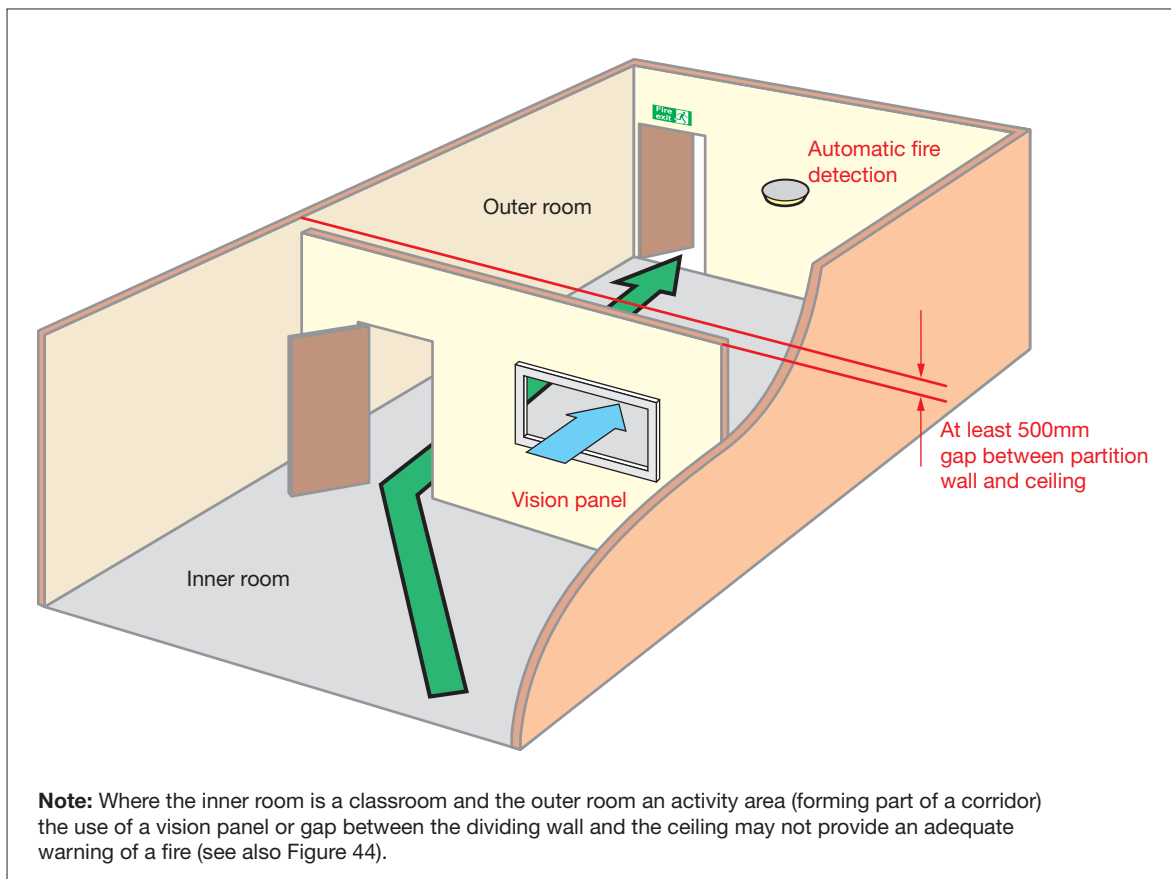 Fire
exit
Automatic fire
detection
Outer room
At least 500mm
gap between partition
wall and ceiling
Vision panel
Inner room
Note: Where the inner room is a classroom and the outer room an activity area (forming part of a corridor)
the use of a vision panel or gap between the dividing wall and the ceiling may not provide an adequate
warning of a fire (see also Figure 44).